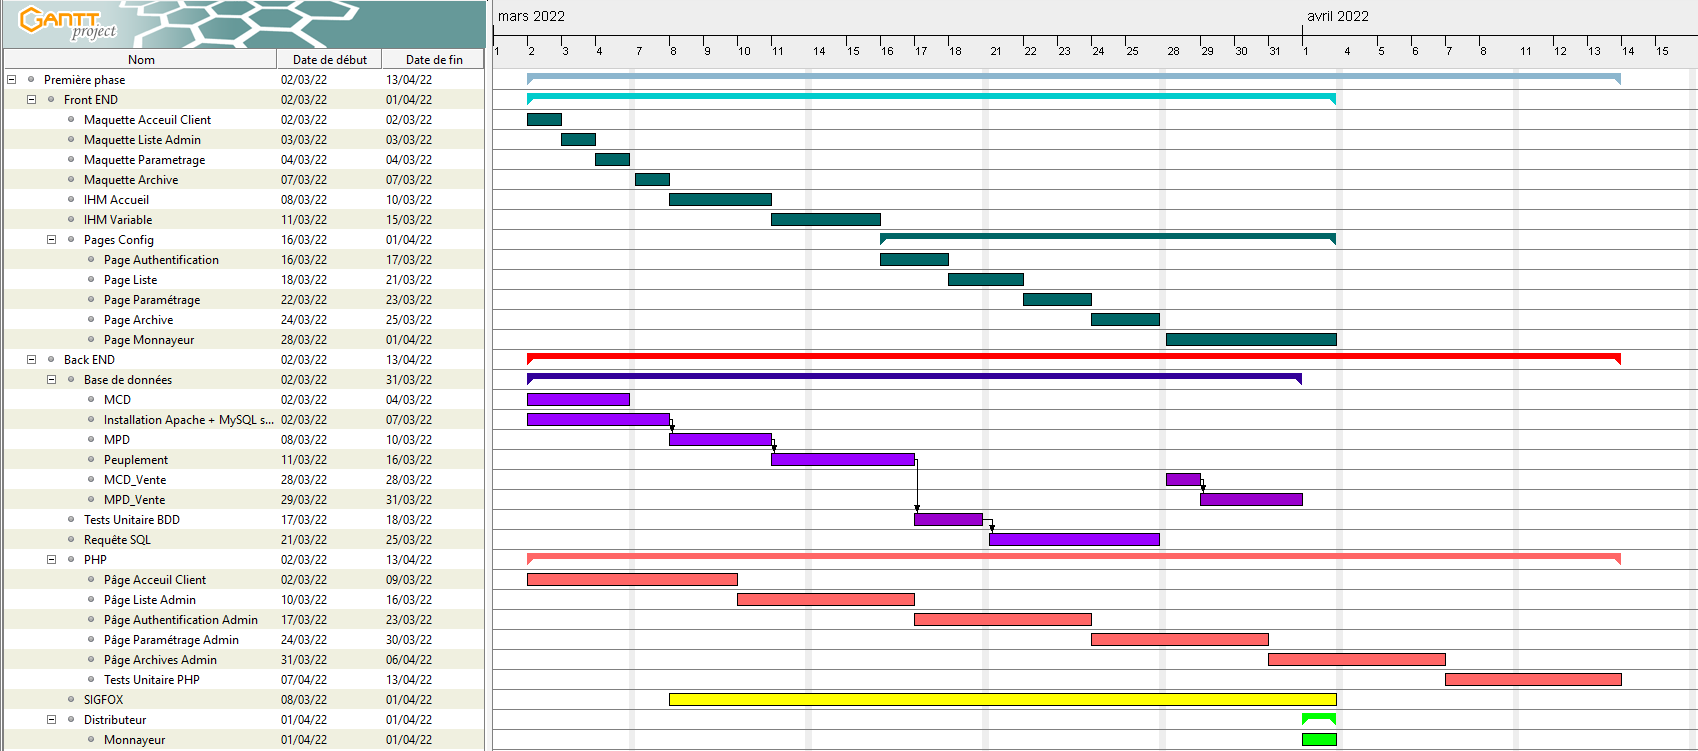 GANTT
project
mars 2022
avril 2022
1 2 3 4 7 8 9 10 11 14 15 16 17 18 21 22 23 24 25 28 29 30 31 1 4 5 6 7 8 11 12 13 14 15
Nom Date de début Date de fin
Première phase 02/03/22 13/04/22
Front END 02/03/22 01/04/22
Maquette Acceuil Client 02/03/22 02/03/22
Maquette Liste Admin 03/03/22 03/03/22
Maquette Parametrage 04/03/22 04/03/22
Maquette Archive 07/03/22 07/03/22
IHM Accueil 08/03/22 10/03/22
IHM Variable 11/03/22 15/03/22
Pages Config 16/03/22 01/04/22
Page Authentification 16/03/22 17/03/22
Page Liste 18/03/22 21/03/22
Page Paramétrage 22/03/22 23/03/22
Page Archive 24/03/22 25/03/22
Page Monnayeur 28/03/22 01/04/22
Back END 02/03/22 13/04/22
Base de données 02/03/22 31/03/22
MCD 02/03/22 04/03/22
Installation Apache + MySQL s... 02/03/22 07/03/22
MPD 08/03/22 10/03/22
Peuplement 11/03/22 16/03/22
MCD_Vente 28/03/22 28/03/22
MPD_Vente 29/03/22 31/03/22
Tests Unitaire BDD 17/03/22 18/03/22
Requête SQL 21/03/22 25/03/22
PHP 02/03/22 13/04/22
Pâge Acceuil Client 02/03/22 09/03/22
Pâge Liste Admin 10/03/22 16/03/22
Pâge Authentification Admin 17/03/22 23/03/22
Pâge Paramétrage Admin 24/03/22 30/03/22
Pâge Archives Admin 31/03/22 06/04/22
Tests Unitaire PHP 07/04/22 13/04/22
SIGFOX 08/03/22 01/04/22
Distributeur 01/04/22 01/04/22
Monnayeur 01/04/22 01/04/22